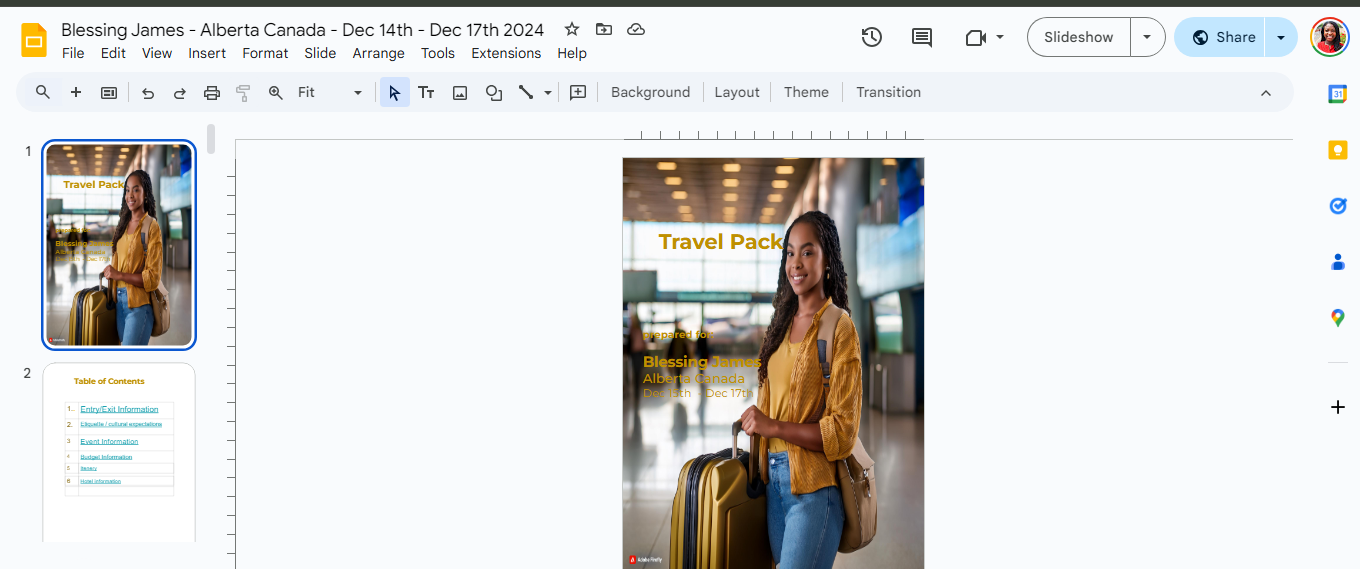 Blessing James - Alberta Canada - Dec 14th - Dec 17th 2024
File Edit View Insert Format Slide Arrange Tools Extensions Help
Slideshow
Share
Fit
Background
Layout
Theme
Transition
31
1
Travel Pack
Blessing James
2
Table of Contents
1. Entry/Exit Information
2. Etiquette / cultural expectations
3 Event Information
4 Budget Information
5 Itinerary
6 Hotel information
Travel Pack
prepared for:
Blessing James
Alberta Canada
Dec 13th - Dec 17th
Adobe Firefly